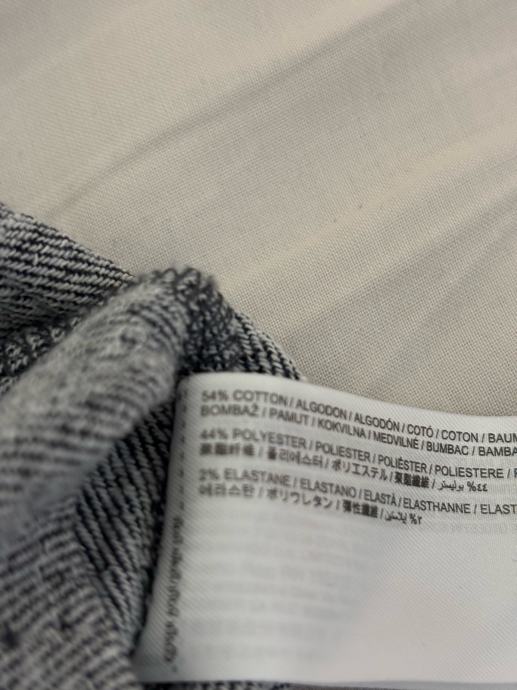 54% COTTON / ALGODON / ALGODÓN / COTÓ / COTON / BAUM
BOMBAŽ / PAMUT / KOKVILNA / MEDVILNĖ / BUMBAC / BAMBA
44% POLYESTER / POLIESTER / POLIÉSTER / POLIESTERE / P
聚酯纤维 / 폴리에스터 / ポリエステル / 聚酯纖維 / بوليستر %٤٤
2% ELASTANE / ELASTANO / ELASTÀ / ELASTHANNE / ELAST
에라스탄 / ポリウレタン / 彈性纖維 / إيلاستين %٢